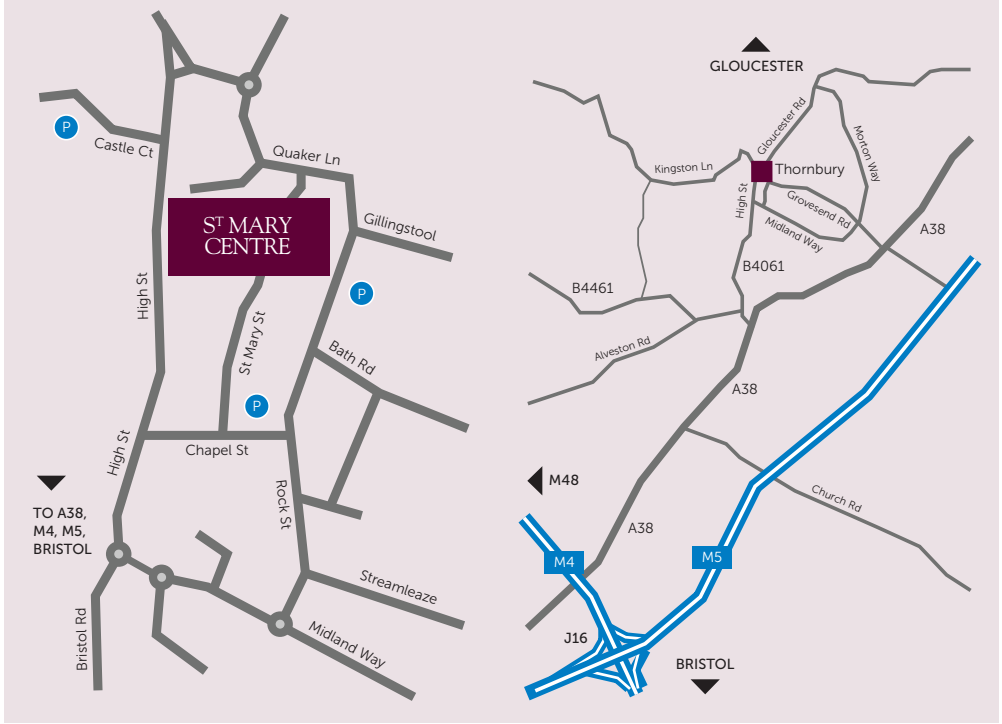 P
Castle Ct
Quaker Ln
ST MARY
CENTRE
Gillingstool
High St
P
St Mary St
Bath Rd
P
High St
Chapel St
Rock St
TO A38,
M4, M5,
BRISTOL
Bristol Rd
Streamleaze
Midland Way
GLOUCESTER
Gloucester Rd
Morton Way
Kingston Ln
Thornbury
High St
Grovesend Rd
Midland Way
A38
B4061
B4461
Alveston Rd
A38
M48
Church Rd
A38
M4
M5
J16
BRISTOL